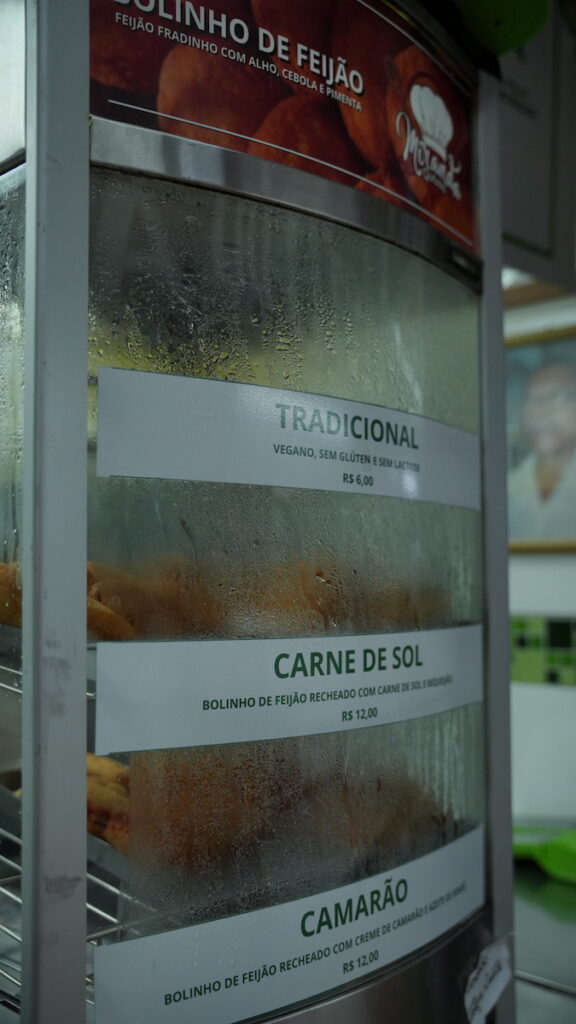 BOLINHO DE FEIJÃO
FEIJÃO FRADINHO COM ALHO, CEBOLA E PIMENTA
Miranda
TRADICIONAL
VEGANO, SEM GLÚTEN E SEM LACTOSE
R$ 6,00
CARNE DE SOL
BOLINHO DE FEIJÃO RECHEADO COM CARNE DE SOL E REQUEIJÃO
R$ 12,00
CAMARÃO
BOLINHO DE FEIJÃO RECHEADO COM CREME DE CAMARÃO E AZEITE DE DENDÊ
R$ 12,00